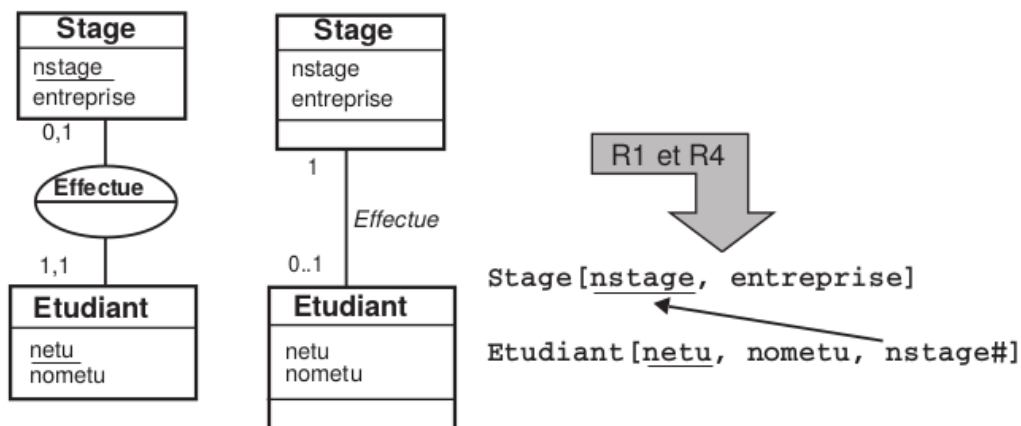 Stage
nstage
entreprise
0,1
Effectue
1,1
Etudiant
netu
nometu
Stage
nstage
entreprise
1
Effectue
0..1
Etudiant
netu
nometu
R1 et R4
Stage[nstage, entreprise]
Etudiant[netu, nometu, nstage#]